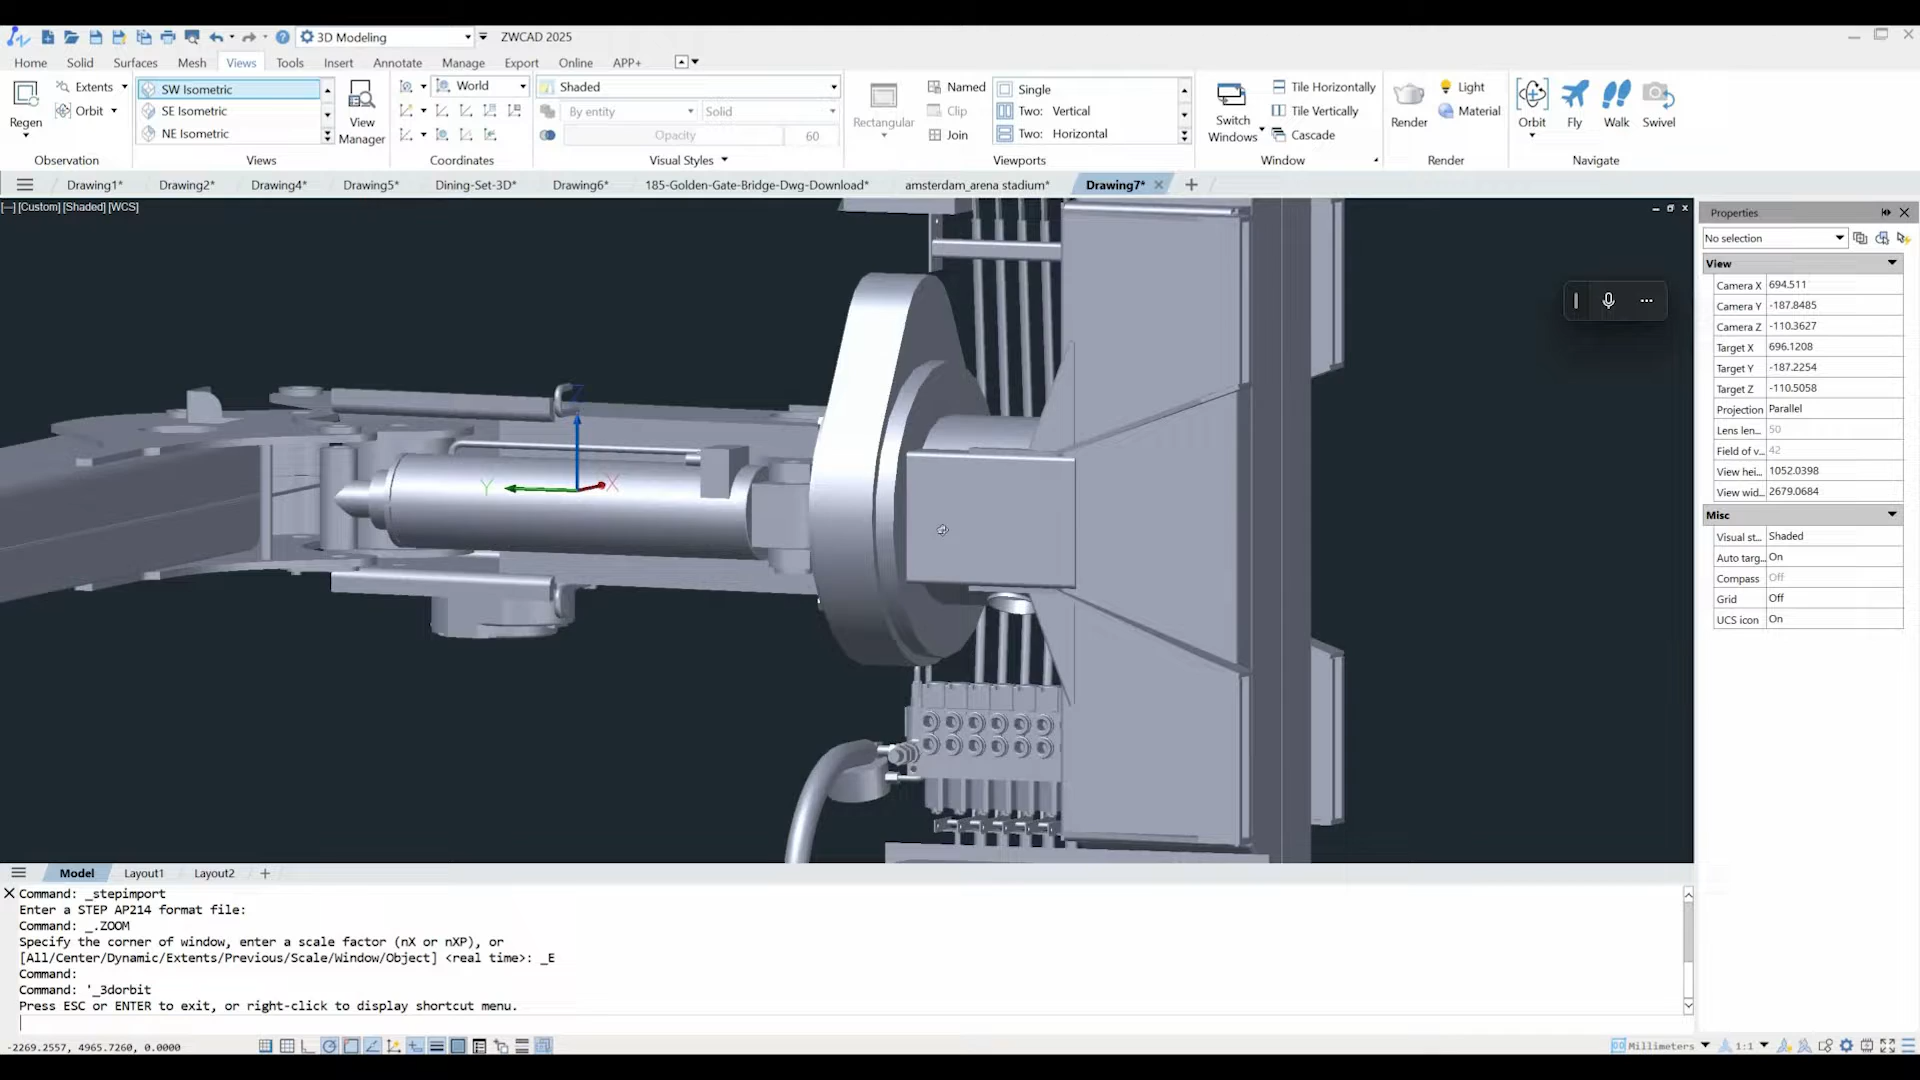 3D Modeling
ZWCAD 2025
Home Solid Surfaces Mesh Views Tools Insert Annotate Manage Export Online APP+
Regen
Extents
Orbit
Observation
SW Isometric
SE Isometric
NE Isometric
View Manager
Views
World
Coordinates
Shaded
By entity
Solid
Opacity
60
Visual Styles
Rectangular
Named
Clip
Join
Single
Two: Vertical
Two: Horizontal
Viewports
Switch Windows
Tile Horizontally
Tile Vertically
Cascade
Window
Render
Light
Material
Render
Orbit
Fly
Walk
Swivel
Navigate
Drawing1* Drawing2* Drawing4* Drawing5* Dining-Set-3D* Drawing6* 185-Golden-Gate-Bridge-Dwg-Download* amsterdam_arena stadium* Drawing7*
[—] [Custom] [Shaded] [WCS]
Z
Y
X
Properties
No selection
View
Camera X 694.511
Camera Y -187.8485
Camera Z -110.3627
Target X 696.1208
Target Y -187.2254
Target Z -110.5058
Projection Parallel
Lens len... 50
Field of v... 42
View hei... 1052.0398
View wid... 2679.0684
Misc
Visual st... Shaded
Auto targ... On
Compass Off
Grid Off
UCS icon On
Model Layout1 Layout2
Command: _stepimport
Enter a STEP AP214 format file:
Command: _.ZOOM
Specify the corner of window, enter a scale factor (nX or nXP), or
[All/Center/Dynamic/Extents/Previous/Scale/Window/Object] <real time>: _E
Command:
Command: '_3dorbit
Press ESC or ENTER to exit, or right-click to display shortcut menu.
-2269.2557, 4965.7260, 0.0000
Millimeters
1:1